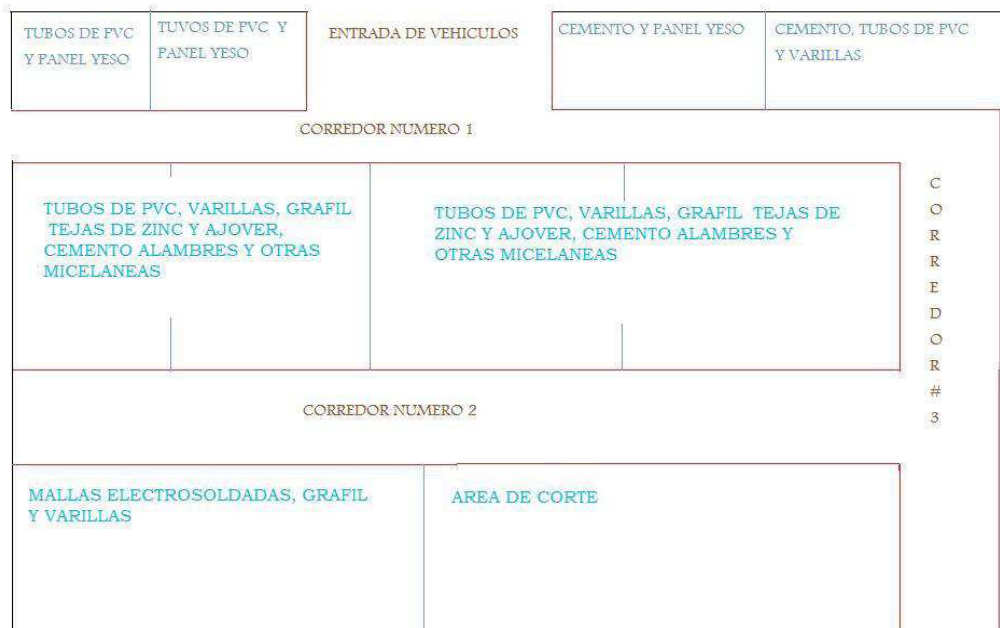 TUBOS DE PVC
Y PANEL YESO
TUVOS DE PVC Y
PANEL YESO
ENTRADA DE VEHICULOS
CEMENTO Y PANEL YESO
CEMENTO, TUBOS DE PVC
Y VARILLAS
CORREDOR NUMERO 1
TUBOS DE PVC, VARILLAS, GRAFIL
TEJAS DE ZINC Y AJOVER,
CEMENTO ALAMBRES Y OTRAS
MICELANEAS
TUBOS DE PVC, VARILLAS, GRAFIL TEJAS DE
ZINC Y AJOVER, CEMENTO ALAMBRES Y
OTRAS MICELANEAS
C
O
R
R
E
D
O
R
#
3
CORREDOR NUMERO 2
MALLAS ELECTROSOLDADAS, GRAFIL
Y VARILLAS
AREA DE CORTE